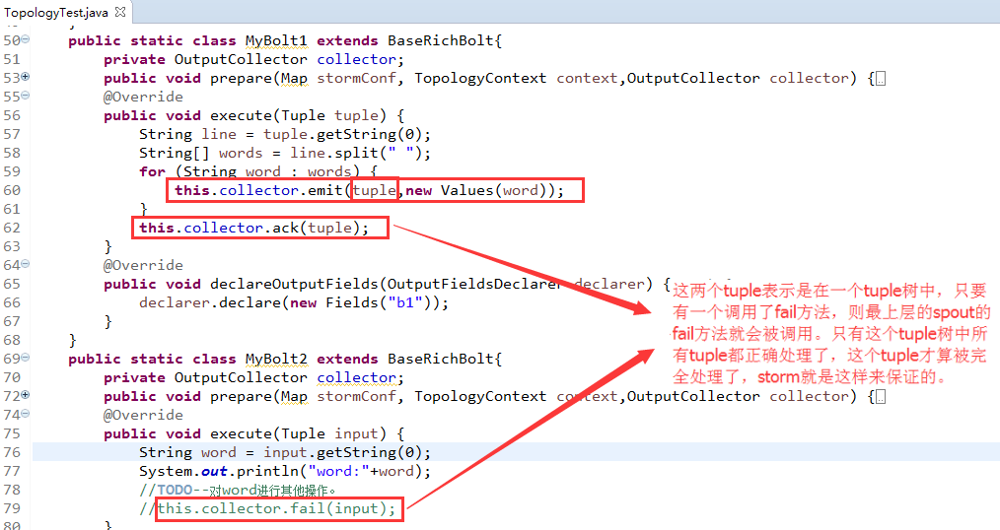 TopologyTest.java
50 public static class MyBolt1 extends BaseRichBolt{
51 private OutputCollector collector;
53 public void prepare(Map stormConf, TopologyContext context,OutputCollector collector) {
55 @Override
56 public void execute(Tuple tuple) {
57 String line = tuple.getString(0);
58 String[] words = line.split(" ");
59 for (String word : words) {
60 this.collector.emit(tuple,new Values(word));
61 }
62 this.collector.ack(tuple);
63 }
64 @Override
65 public void declareOutputFields(OutputFieldsDeclarer declarer) {
66 declarer.declare(new Fields("b1"));
67 }
68 }
69 public static class MyBolt2 extends BaseRichBolt{
70 private OutputCollector collector;
72 public void prepare(Map stormConf, TopologyContext context,OutputCollector collector) {
74 @Override
75 public void execute(Tuple input) {
76 String word = input.getString(0);
77 System.out.println("word:"+word);
78 //TODO--对word进行其他操作。
79 //this.collector.fail(input);
80 }
这两个tuple表示是在一个tuple树中，只要
有一个调用了fail方法，则最上层的spout的
fail方法就会被调用。只有这个tuple树中所
有tuple都正确处理了，这个tuple才算被完
全处理了，storm就是这样来保证的。